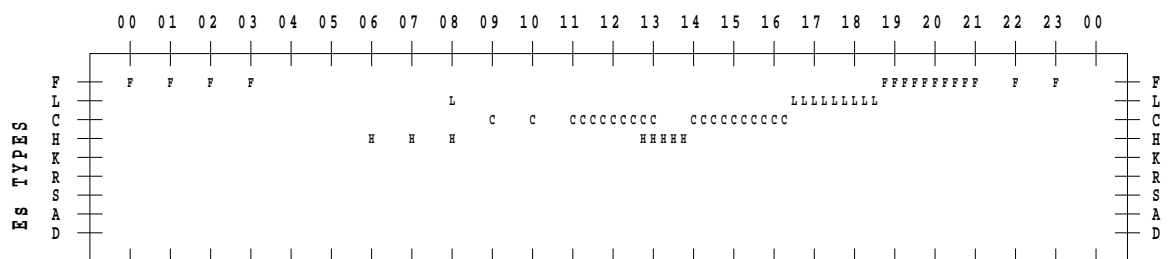 00 01 02 03 04 05 06 07 08 09 10 11 12 13 14 15 16 17 18 19 20 21 22 23 00
F F F F F FFFFFFFFFF F F F
L L LLLLLLLLL L
C C C CCCCCCCCC CCCCCCCCCC C
H H H H HHHHH H
K K
R R
S S
A A
D D
Es TYPES